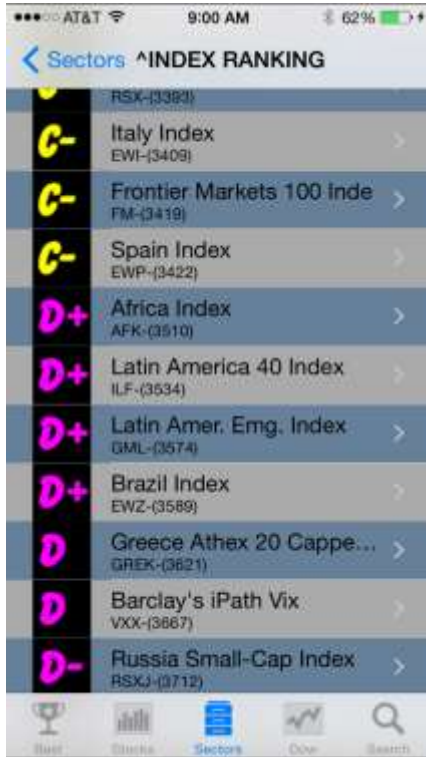 AT&T 9:00 AM 62%
Sectors ^INDEX RANKING
RSX-(3393)
C- Italy Index
EWI-(3409)
C- Frontier Markets 100 Inde
FM-(3419)
C- Spain Index
EWP-(3422)
D+ Africa Index
AFK-(3510)
D+ Latin America 40 Index
ILF-(3534)
D+ Latin Amer. Emg. Index
GML-(3574)
D+ Brazil Index
EWZ-(3589)
D Greece Athex 20 Cappe...
GREK-(3621)
D Barclay's iPath Vix
VXX-(3667)
D- Russia Small-Cap Index
RSXJ-(3712)
Best Stocks Sectors Dow Search